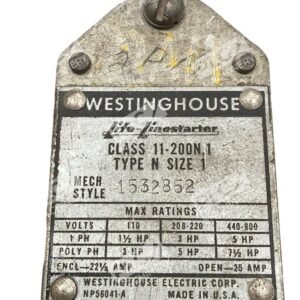 WESTINGHOUSE
Life-Linestarter
CLASS 11-200N,1
TYPE N SIZE 1
MECH STYLE 1532852
MAX RATINGS
VOLTS 110 208-220 440-600
1 PH 1½ HP 3 HP 5 HP
POLY PH 3 HP 5 HP 7½ HP
ENCL—22½ AMP OPEN—25 AMP
WESTINGHOUSE ELECTRIC CORP.
NP56041-A MADE IN U.S.A.